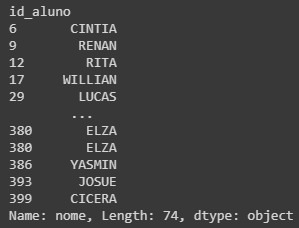 id_aluno
6 CINTIA
9 RENAN
12 RITA
17 WILLIAN
29 LUCAS
...
380 ELZA
380 ELZA
386 YASMIN
393 JOSUE
399 CICERA
Name: nome, Length: 74, dtype: object